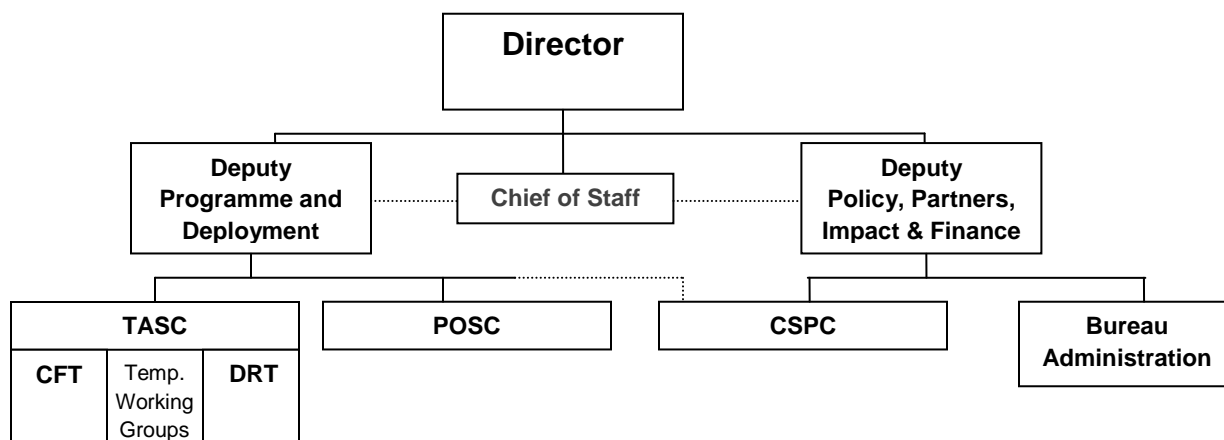 Director
Deputy
Programme and
Deployment
Chief of Staff
Deputy
Policy, Partners,
Impact & Finance
TASC
POSC
CSPC
Bureau
Administration
CFT
Temp.
Working
Groups
DRT